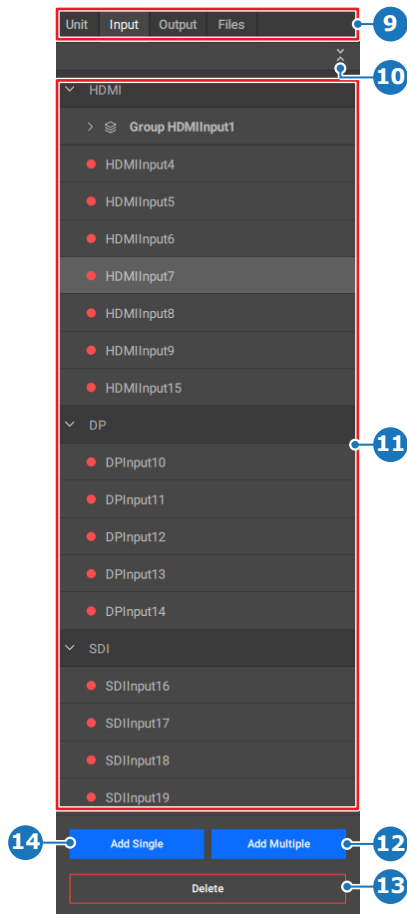 Unit Input Output Files
9
10
HDMI
Group HDMIInput1
HDMIInput4
HDMIInput5
HDMIInput6
HDMIInput7
HDMIInput8
HDMIInput9
HDMIInput15
DP
11
DPInput10
DPInput11
DPInput12
DPInput13
DPInput14
SDI
SDIInput16
SDIInput17
SDIInput18
SDIInput19
14
Add Single Add Multiple
12
Delete
13